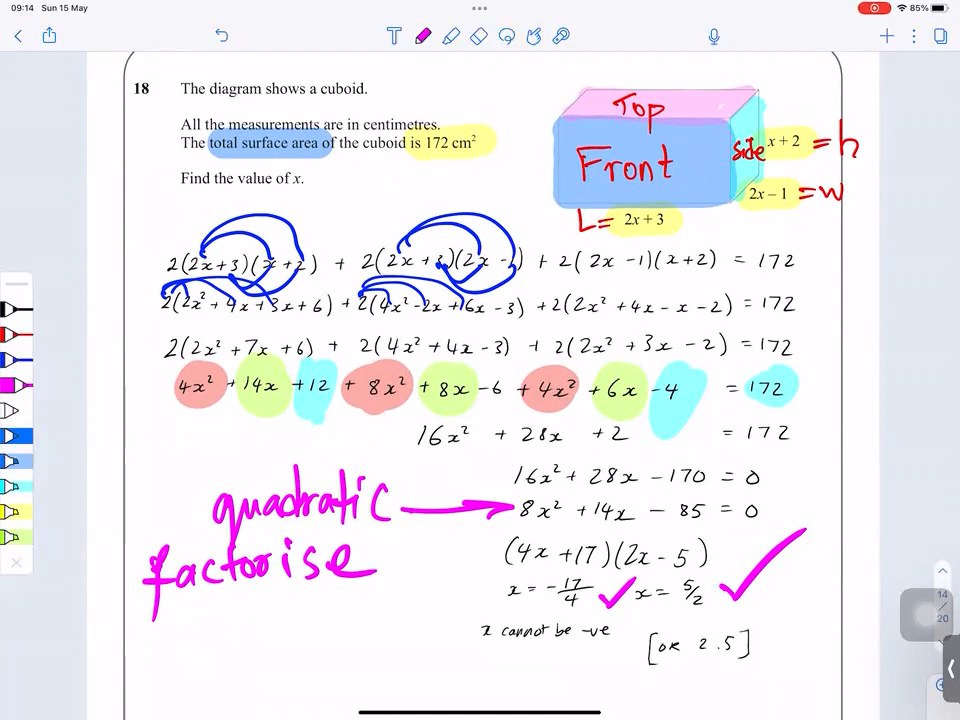 09:14 Sun 15 May
85%
18 The diagram shows a cuboid.
All the measurements are in centimetres.
The total surface area of the cuboid is 172 cm²
Find the value of x.
Top
Front
side
x + 2 = h
2x – 1 = W
L = 2x + 3
2(2x+3)(x+2) + 2(2x+3)(2x-1) + 2(2x-1)(x+2) = 172
2(2x² + 4x + 3x + 6) + 2(4x² - 2x + 6x - 3) + 2(2x² + 4x - x - 2) = 172
2(2x² + 7x + 6) + 2(4x² + 4x - 3) + 2(2x² + 3x - 2) = 172
4x² + 14x + 12 + 8x² + 8x - 6 + 4x² + 6x - 4 = 172
16x² + 28x + 2 = 172
16x² + 28x - 170 = 0
quadratic → 8x² + 14x - 85 = 0
factorise
(4x + 17)(2x - 5)
x = -17/4 ✓ x = 5/2 ✓
x cannot be -ve
[or 2.5]
14
/
20